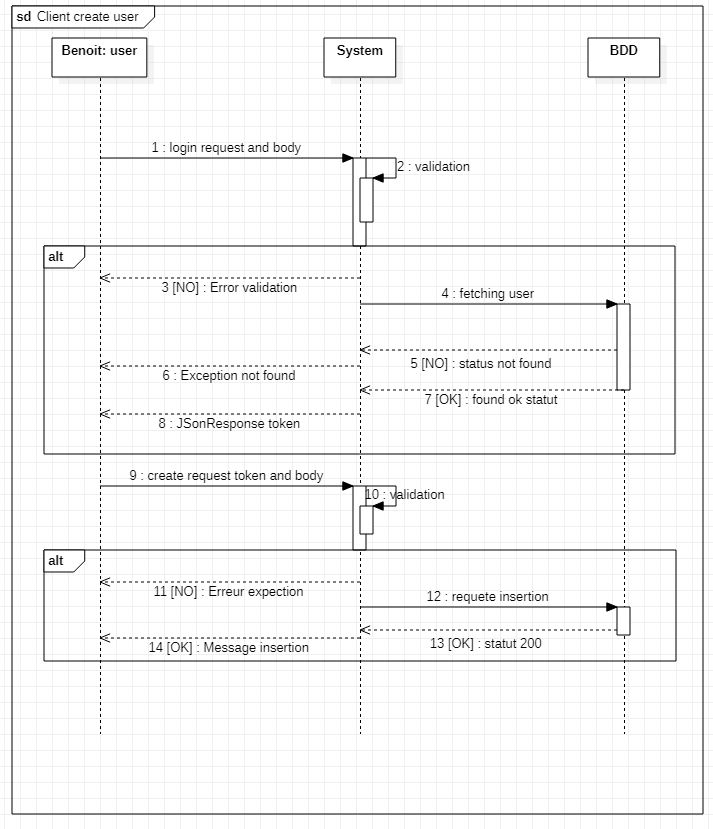 sd Client create user
Benoit: user
System
BDD
1 : login request and body
2 : validation
alt
3 [NO] : Error validation
4 : fetching user
5 [NO] : status not found
6 : Exception not found
7 [OK] : found ok statut
8 : JSonResponse token
9 : create request token and body
10 : validation
alt
11 [NO] : Erreur expection
12 : requete insertion
13 [OK] : statut 200
14 [OK] : Message insertion